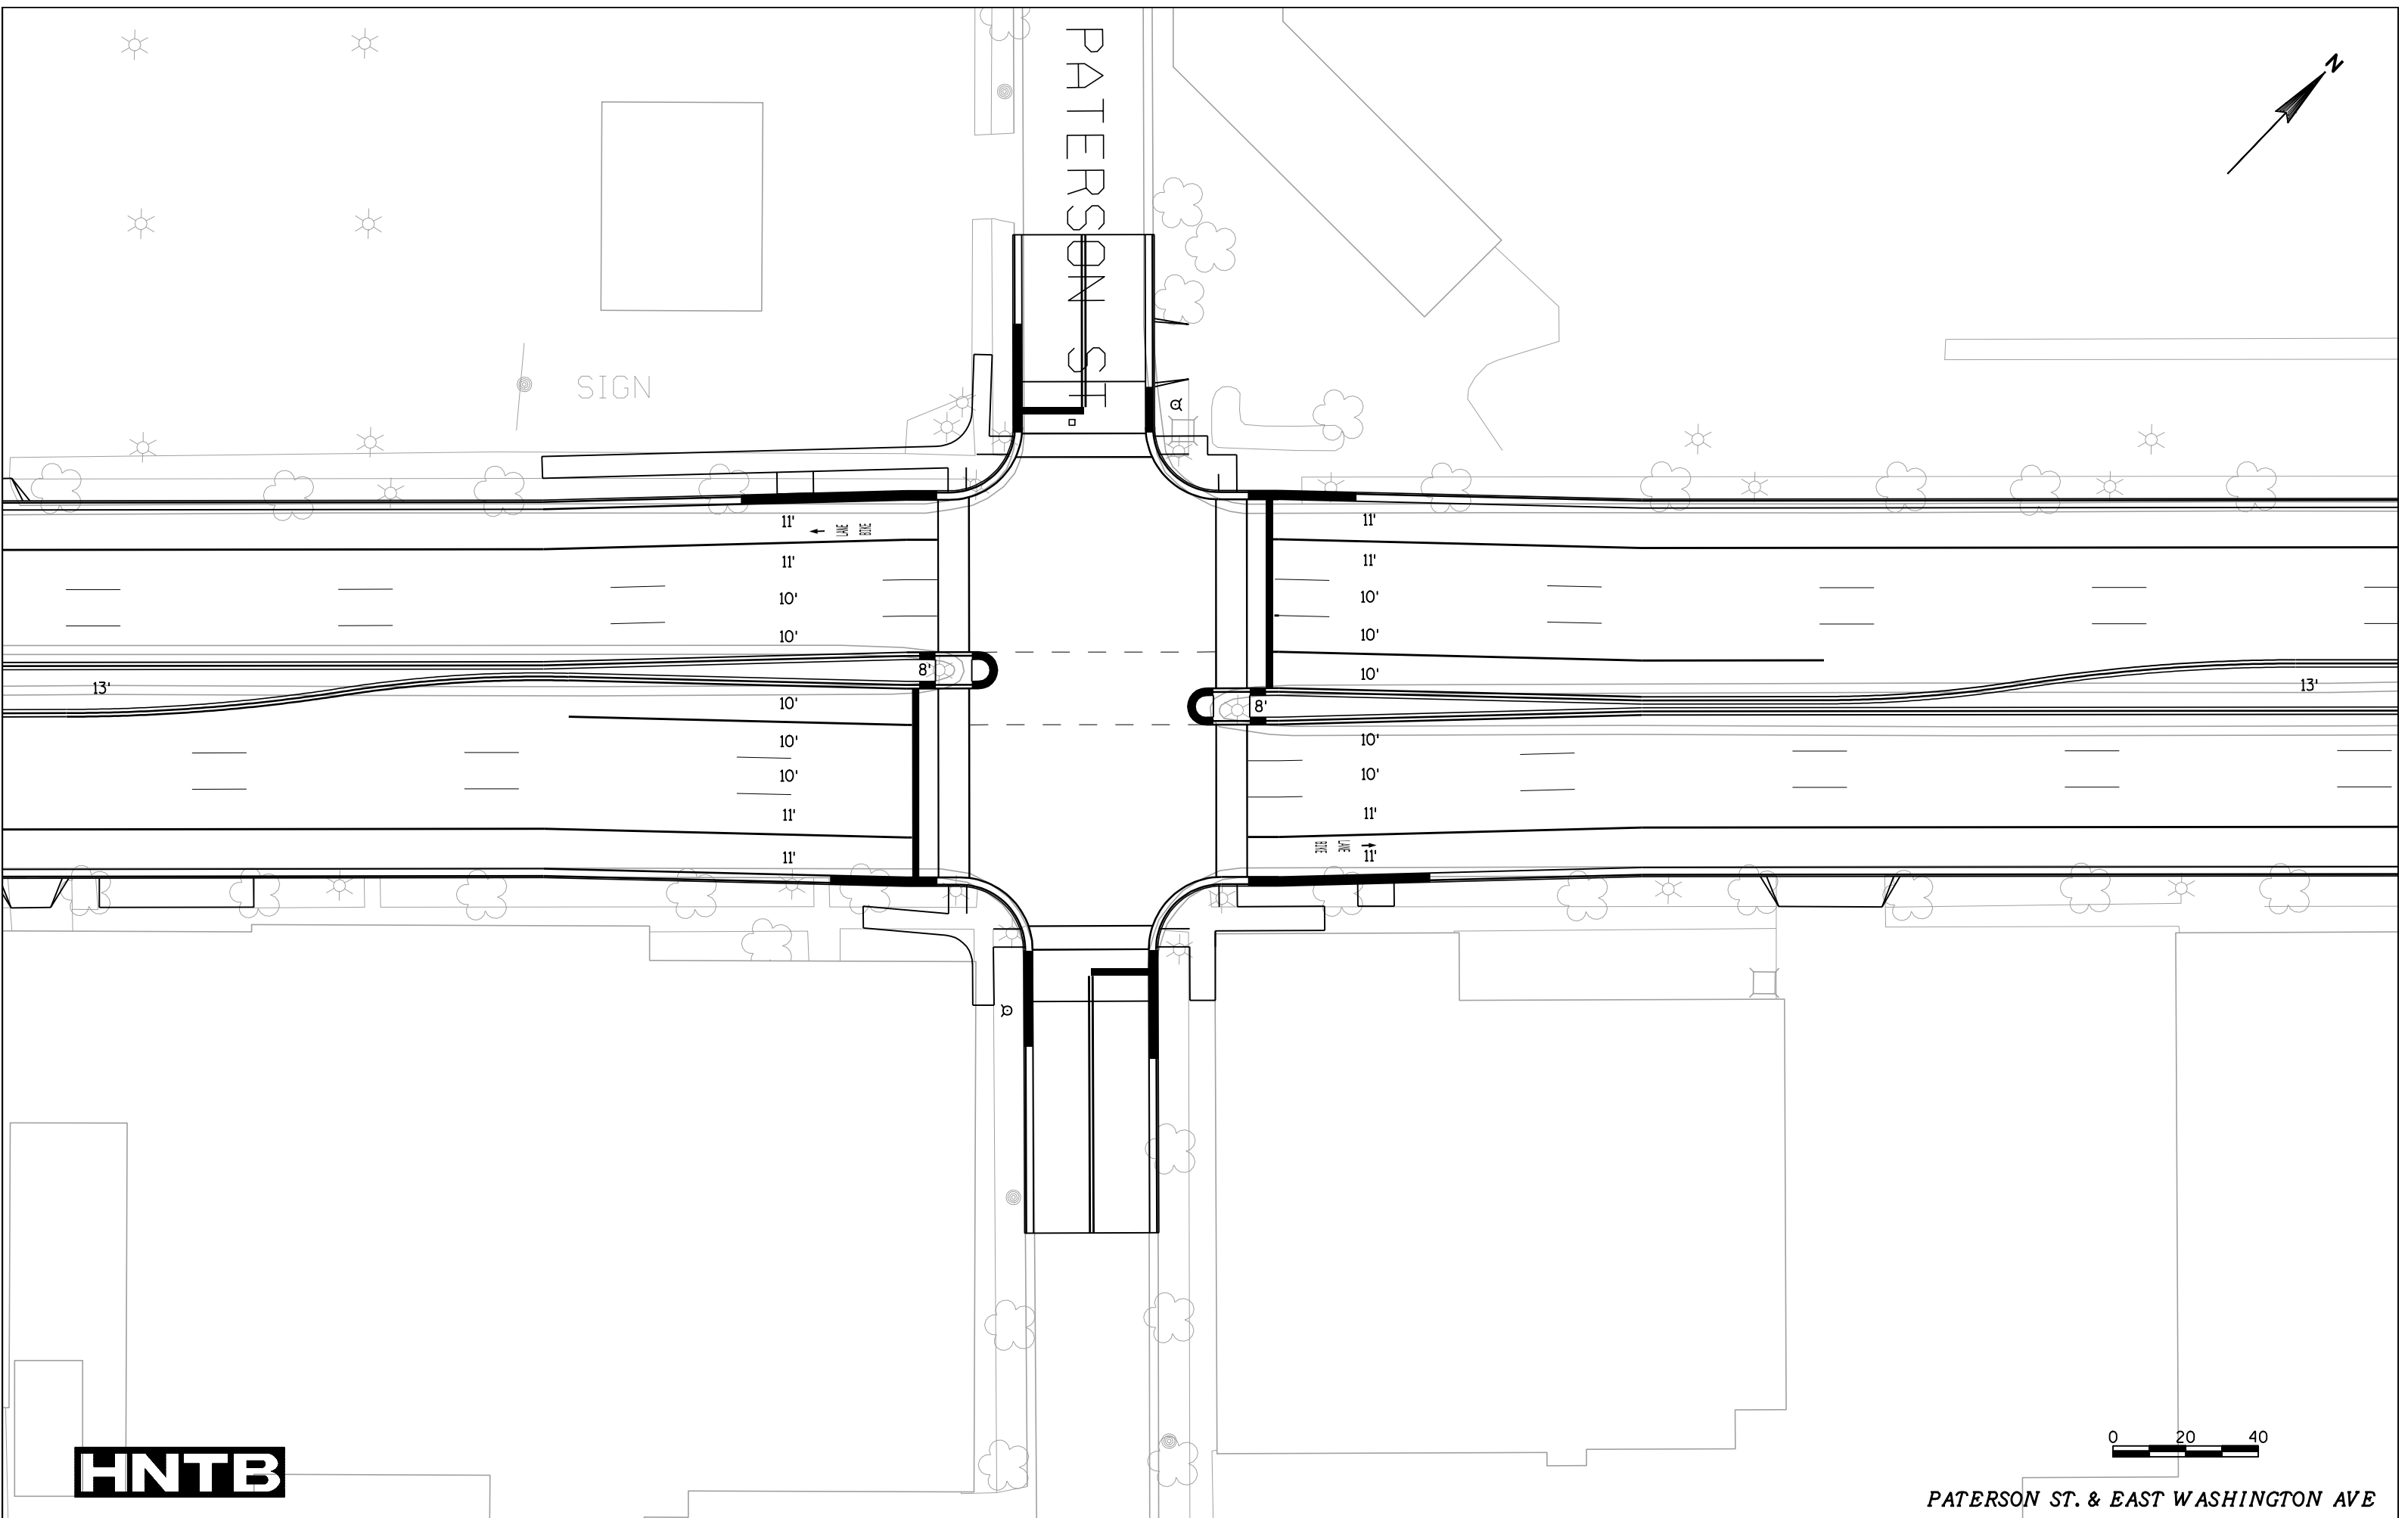 PATERSON ST
N
SIGN
11' LANE BIKE 11'
11' 11'
10' 10'
10' 10'
8' 10'
13' 13'
10' 8'
10' 10'
10' 10'
11' 11'
BIKE LANE
11' 11'
0 20 40
HNTB
PATERSON ST. & EAST WASHINGTON AVE